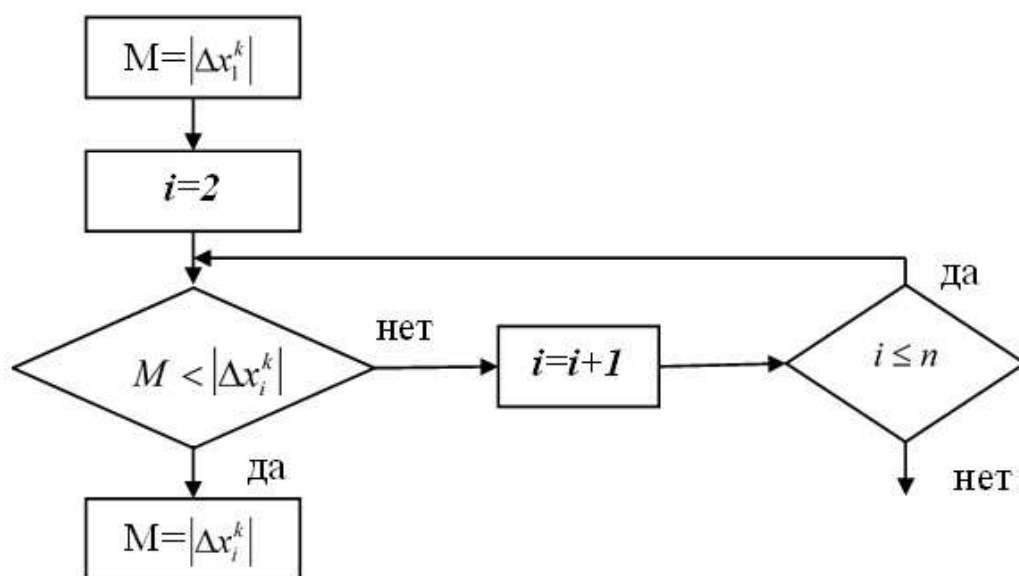 M=|Δx₁ᵏ|
i=2
да
нет
M < |Δxᵢᵏ|
i=i+1
i ≤ n
да
нет
M=|Δxᵢᵏ|